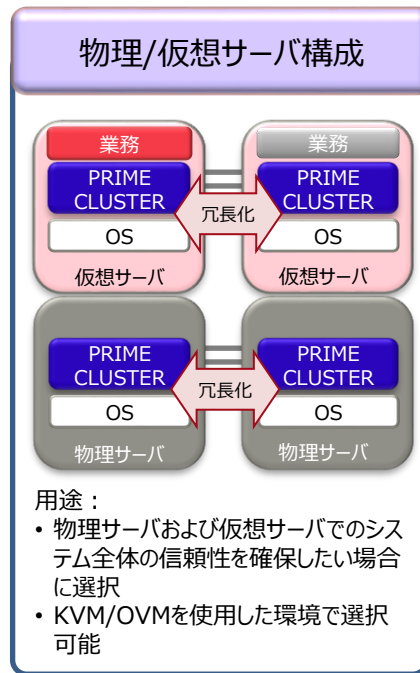 物理/仮想サーバ構成
業務
業務
PRIME
CLUSTER
PRIME
CLUSTER
冗長化
OS
OS
仮想サーバ
仮想サーバ
PRIME
CLUSTER
PRIME
CLUSTER
冗長化
OS
OS
物理サーバ
物理サーバ
用途：
• 物理サーバおよび仮想サーバでのシス
テム全体の信頼性を確保したい場合
に選択
• KVM/OVMを使用した環境で選択
可能